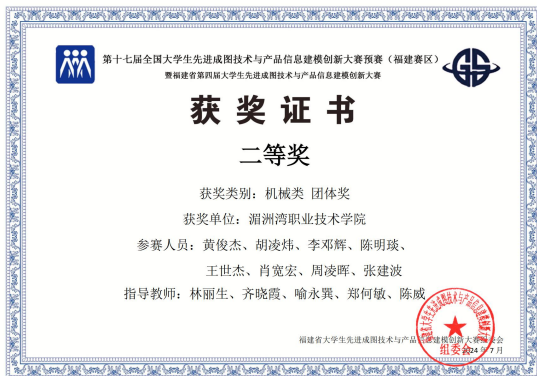 第十七届全国大学生先进成图技术与产品信息建模创新大赛预赛（福建赛区）
暨福建省第四届大学生先进成图技术与产品信息建模创新大赛
获奖证书
二等奖
获奖类别：机械类 团体奖
获奖单位：湄洲湾职业技术学院
参赛人员：黄俊杰、胡凌炜、李邓辉、陈明琰、
王世杰、肖宽宏、周凌晖、张建波
指导教师：林丽生、齐晓霞、喻永巽、郑何敏、陈威
福建省大学生先进成图技术与产品信息建模创新大赛组委会
组委会
2024 年 7 月